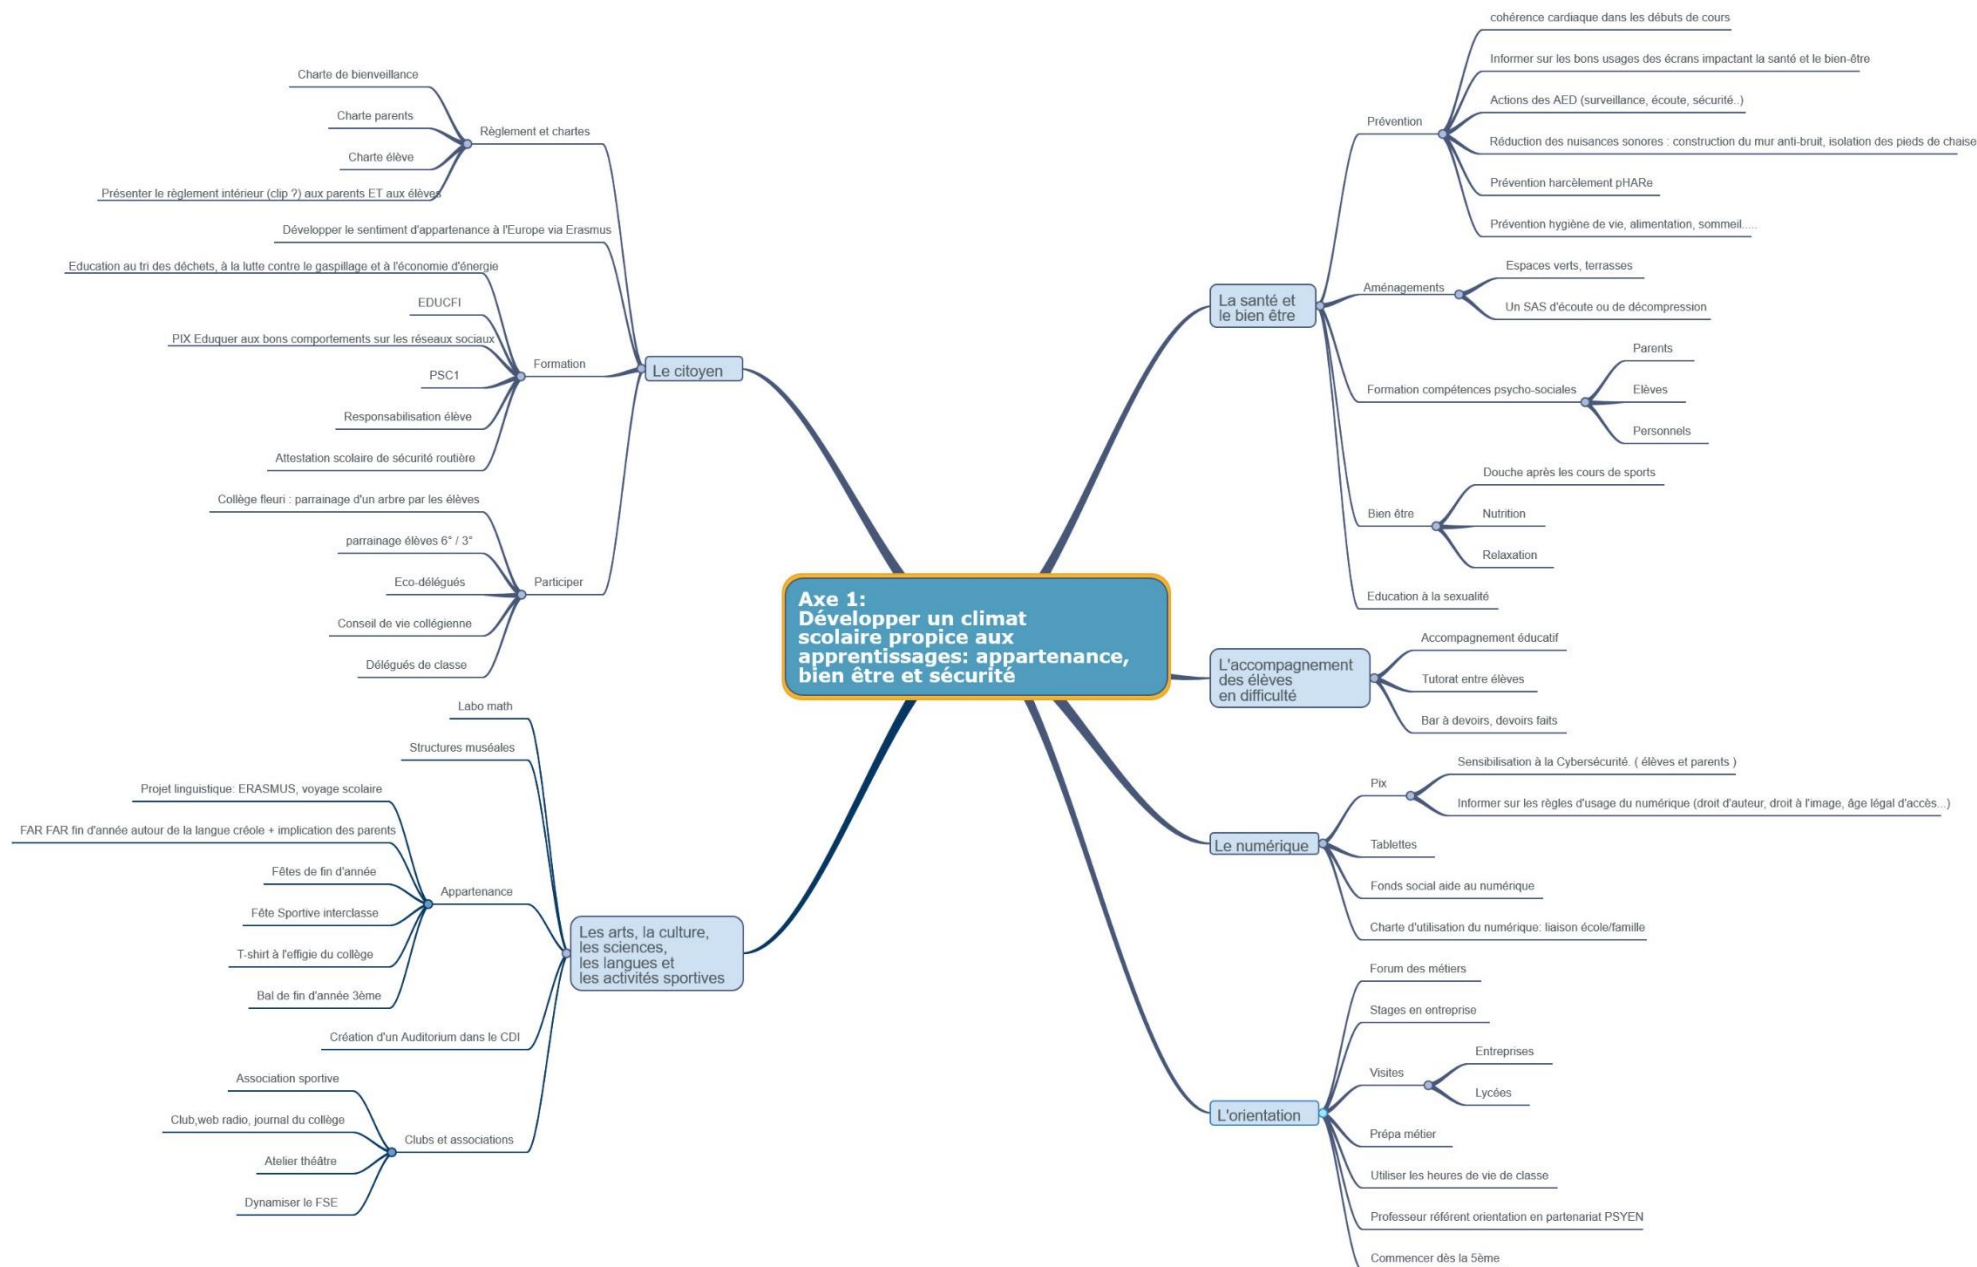 Axe 1:
Développer un climat
scolaire propice aux
apprentissages: appartenance,
bien être et sécurité
Le citoyen
Règlement et chartes
Charte de bienveillance
Charte parents
Charte élève
Présenter le règlement intérieur (clip ?) aux parents ET aux élèves
Développer le sentiment d'appartenance à l'Europe via Erasmus
Formation
Education au tri des déchets, à la lutte contre le gaspillage et à l'économie d'énergie
EDUCFI
PIX Eduquer aux bons comportements sur les réseaux sociaux
PSC1
Responsabilisation élève
Attestation scolaire de sécurité routière
Participer
Collège fleuri : parrainage d'un arbre par les élèves
parrainage élèves 6° / 3°
Eco-délégués
Conseil de vie collégienne
Délégués de classe
Les arts, la culture,
les sciences,
les langues et
les activités sportives
Labo math
Structures muséales
Appartenance
Projet linguistique: ERASMUS, voyage scolaire
FAR FAR fin d'année autour de la langue créole + implication des parents
Fêtes de fin d'année
Fête Sportive interclasse
T-shirt à l'effigie du collège
Bal de fin d'année 3ème
Création d'un Auditorium dans le CDI
Clubs et associations
Association sportive
Club,web radio, journal du collège
Atelier théâtre
Dynamiser le FSE
La santé et
le bien être
Prévention
cohérence cardiaque dans les débuts de cours
Informer sur les bons usages des écrans impactant la santé et le bien-être
Actions des AED (surveillance, écoute, sécurité..)
Réduction des nuisances sonores : construction du mur anti-bruit, isolation des pieds de chaise
Prévention harcèlement pHARe
Prévention hygiène de vie, alimentation, sommeil.....
Aménagements
Espaces verts, terrasses
Un SAS d'écoute ou de décompression
Formation compétences psycho-sociales
Parents
Elèves
Personnels
Bien être
Douche après les cours de sports
Nutrition
Relaxation
Education à la sexualité
L'accompagnement
des élèves
en difficulté
Accompagnement éducatif
Tutorat entre élèves
Bar à devoirs, devoirs faits
Le numérique
Pix
Sensibilisation à la Cybersécurité. ( élèves et parents )
Informer sur les règles d'usage du numérique (droit d'auteur, droit à l'image, âge légal d'accès...)
Tablettes
Fonds social aide au numérique
Charte d'utilisation du numérique: liaison école/famille
L'orientation
Forum des métiers
Stages en entreprise
Visites
Entreprises
Lycées
Prépa métier
Utiliser les heures de vie de classe
Professeur référent orientation en partenariat PSYEN
Commencer dès la 5ème